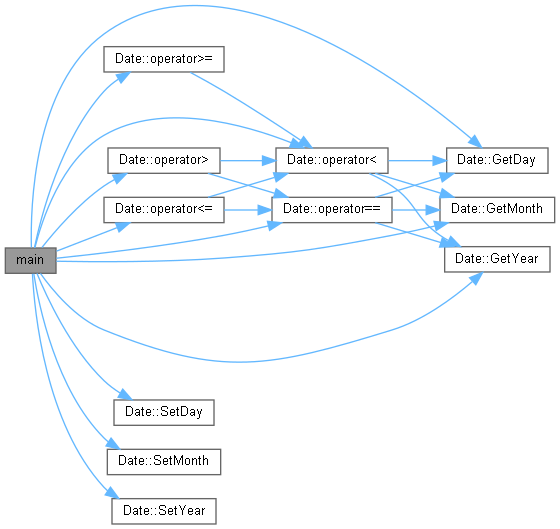 Date::operator>=
Date::operator>
Date::operator<
Date::GetDay
Date::operator<=
Date::operator==
Date::GetMonth
main
Date::GetYear
Date::SetDay
Date::SetMonth
Date::SetYear